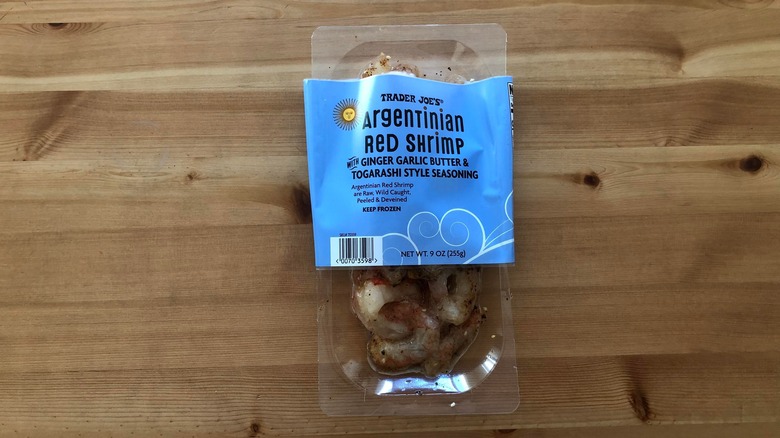 TRADER JOE'S®
Argentinian
RED SHRIMP
WITH GINGER GARLIC BUTTER &
TOGARASHI STYLE SEASONING
Argentinian Red Shrimp
are Raw, Wild Caught,
Peeled & Deveined
KEEP FROZEN
NET WT. 9 OZ (255g)